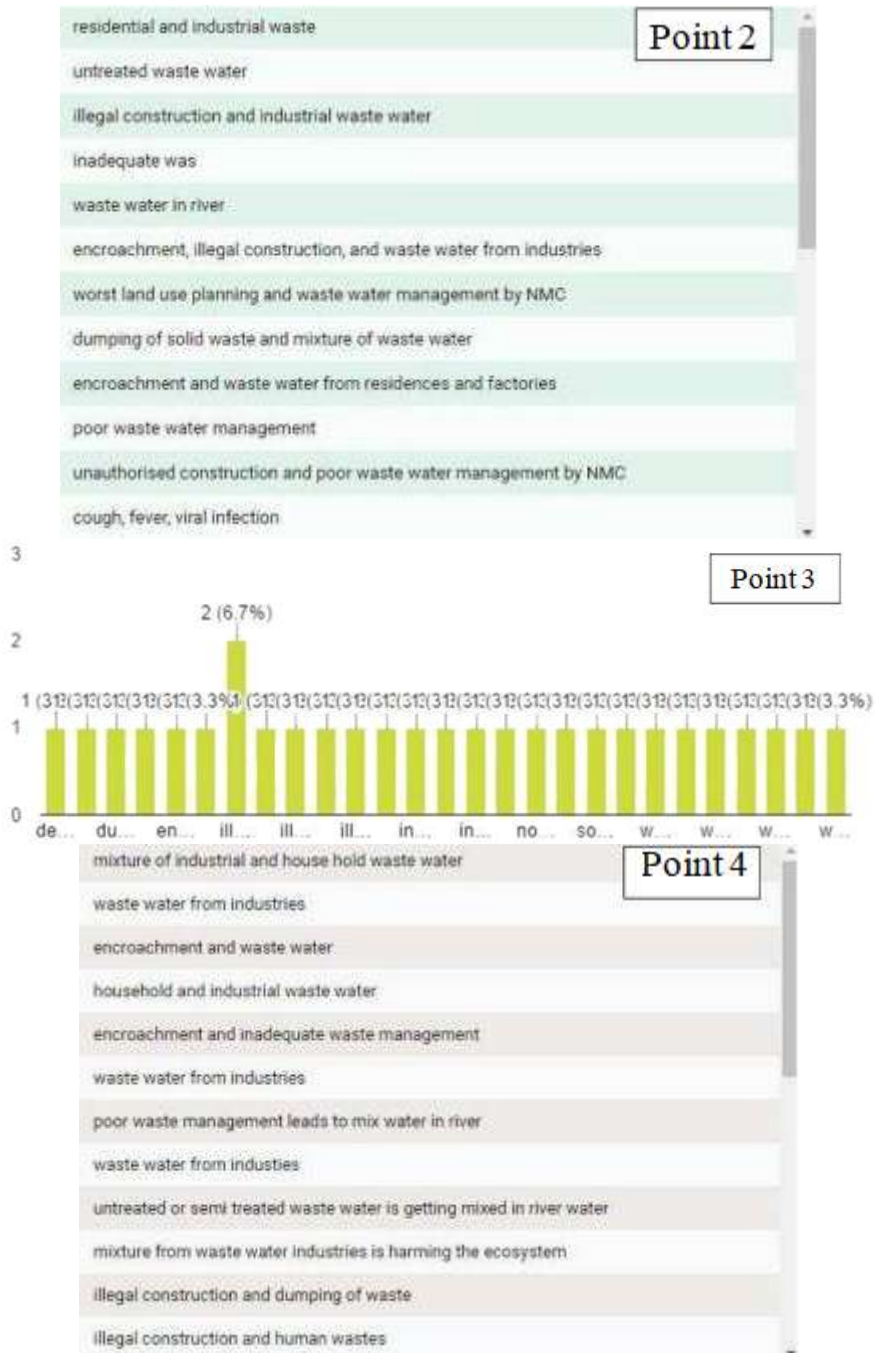 Point 2
residential and industrial waste
untreated waste water
illegal construction and industrial waste water
inadequate was
waste water in river
encroachment, illegal construction, and waste water from industries
worst land use planning and waste water management by NMC
dumping of solid waste and mixture of waste water
encroachment and waste water from residences and factories
poor waste water management
unauthorised construction and poor waste water management by NMC
cough, fever, viral infection
Point 3
3
2 (6.7%)
2
1
(3.3%)
1
0
de... du... en... ill... ill... ill... in... in... no... so... w... w... w... w...
Point 4
mixture of industrial and house hold waste water
waste water from industries
encroachment and waste water
household and industrial waste water
encroachment and inadequate waste management
waste water from industries
poor waste management leads to mix water in river
waste water from industies
untreated or semi treated waste water is getting mixed in river water
mixture from waste water industries is harming the ecosystem
illegal construction and dumping of waste
illegal construction and human wastes